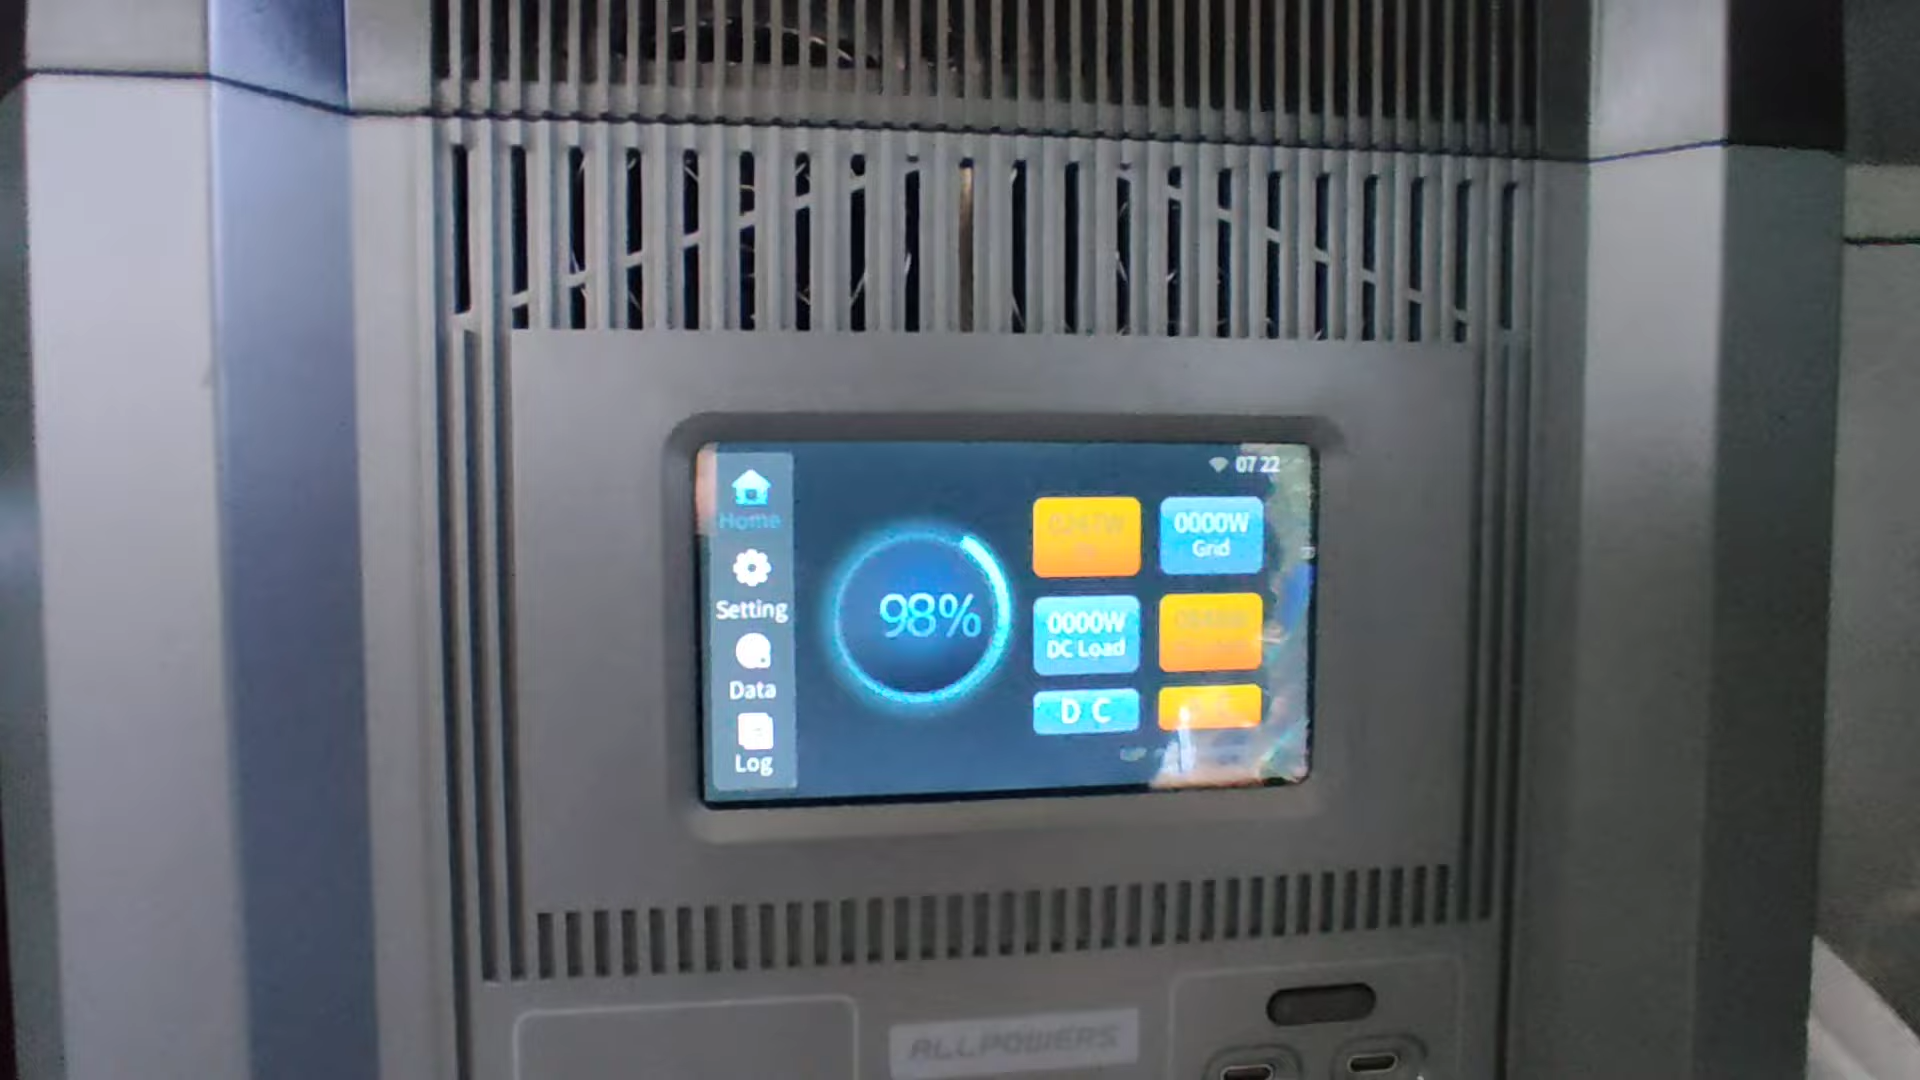 07 22
Home
0000W
Grid
98%
Setting
0000W
DC Load
Data
D C
Log
ALLPOWERS